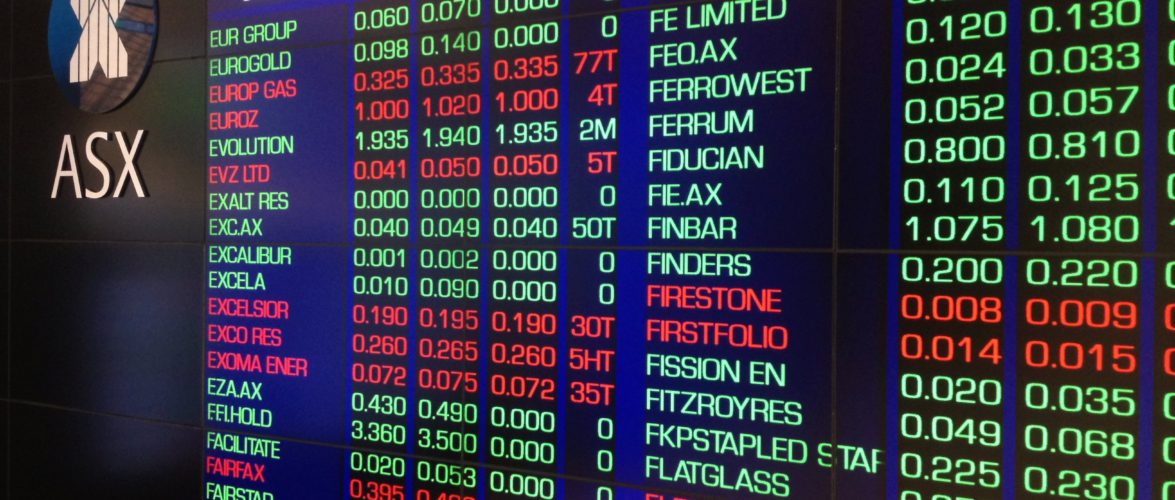 ASX
EUR GROUP 0.060 0.070 0.000
EUROGOLD 0.098 0.140 0.000 0
EUROP GAS 0.325 0.335 0.335 77T
EUROZ 1.000 1.020 1.000 4T
EVOLUTION 1.935 1.940 1.935 2M
EVZ LTD 0.041 0.050 0.050 5T
EXALT RES 0.000 0.000 0.000 0
EXC.AX 0.040 0.049 0.040 50T
EXCALIBUR 0.001 0.002 0.000 0
EXCELA 0.010 0.090 0.000 0
EXCELSIOR 0.190 0.195 0.190 30T
EXCO RES 0.260 0.265 0.260 5HT
EXOMA ENER 0.072 0.075 0.072 35T
EZA.AX 0.430 0.490 0.000 0
FFI.HOLD 3.360 3.500 0.000 0
FACILITATE 0.020 0.053 0.000
FAIRFAX 0.395
FAIRSTAR
FE LIMITED
FEO.AX 0.120 0.130
FERROWEST 0.024 0.033
FERRUM 0.052 0.057
FIDUCIAN 0.800 0.810
FIE.AX 0.110 0.125
FINBAR 1.075 1.080
FINDERS 0.200 0.220
FIRESTONE 0.008 0.009
FIRSTFOLIO 0.014 0.015
FISSION EN 0.020 0.035
FITZROYRES 0.049 0.068
FKPSTAPLED STAP 0.225 0.230
FLATGLASS